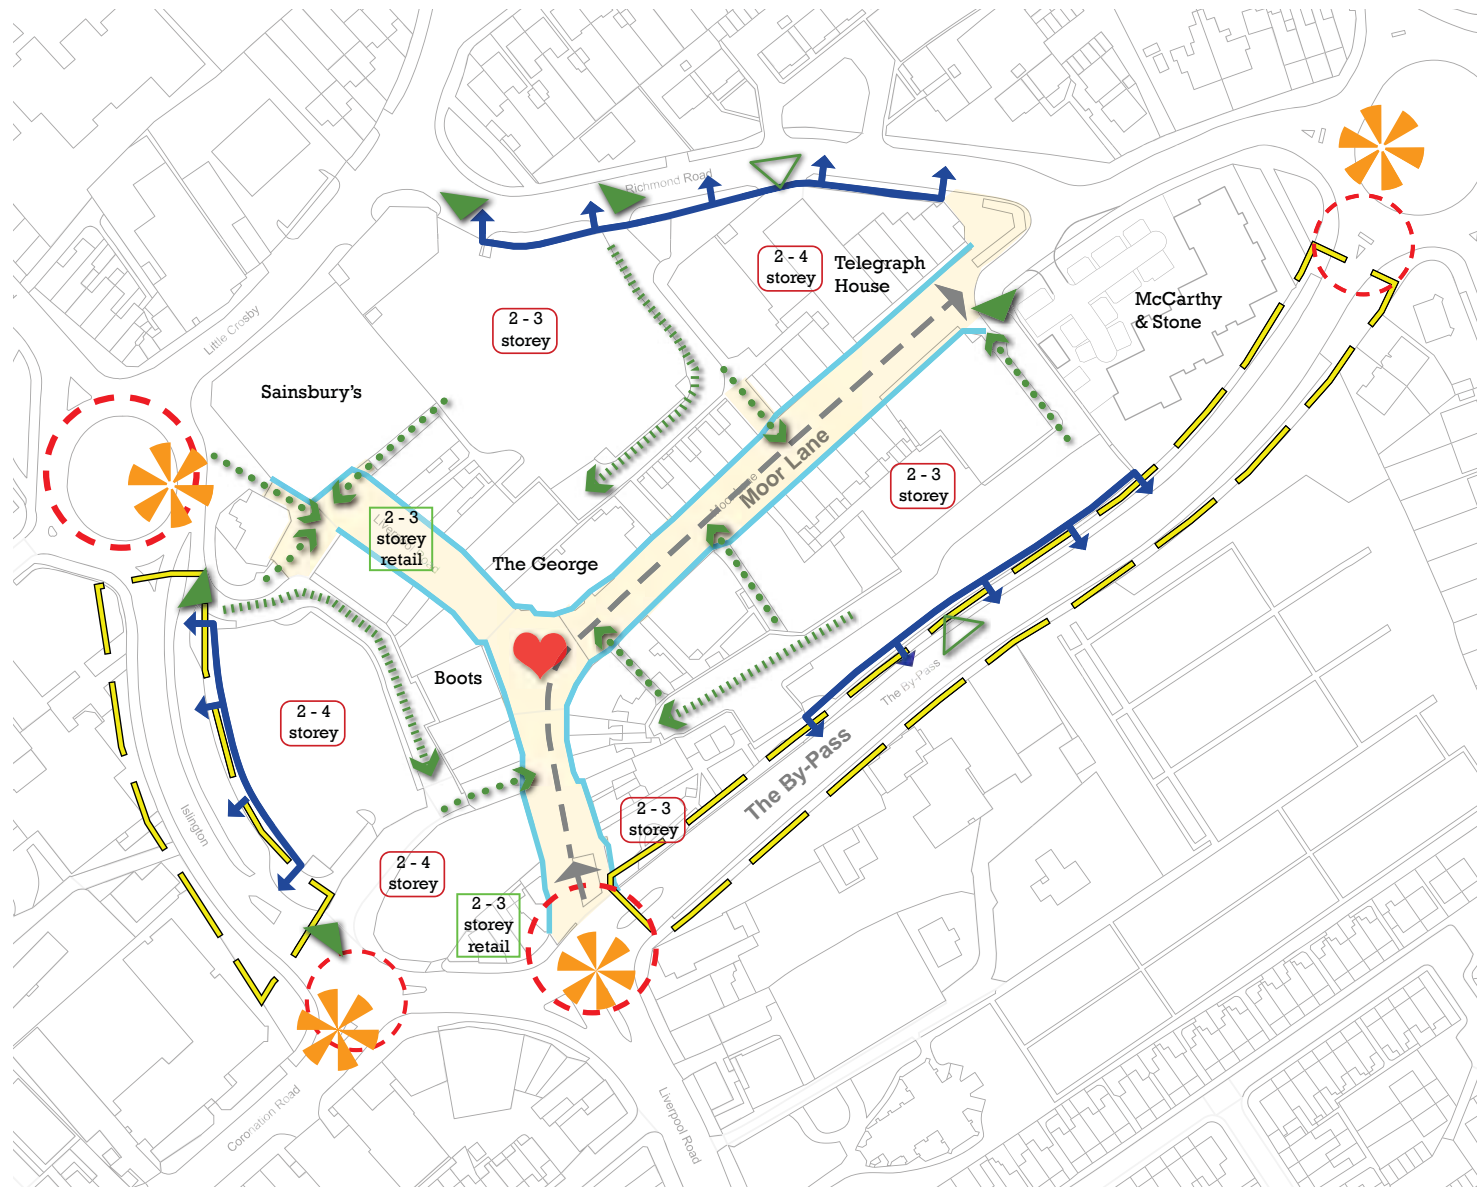 Richmond Road
2 - 4
storey
Telegraph
House
McCarthy
& Stone
2 - 3
storey
Little Crosby
Sainsbury's
Moor Lane
2 - 3
storey
2 - 3
storey
retail
The George
Boots
The By-Pass
The By-Pass
2 - 4
storey
Islington
2 - 3
storey
2 - 4
storey
2 - 3
storey
retail
Coronation Road
Liverpool Road